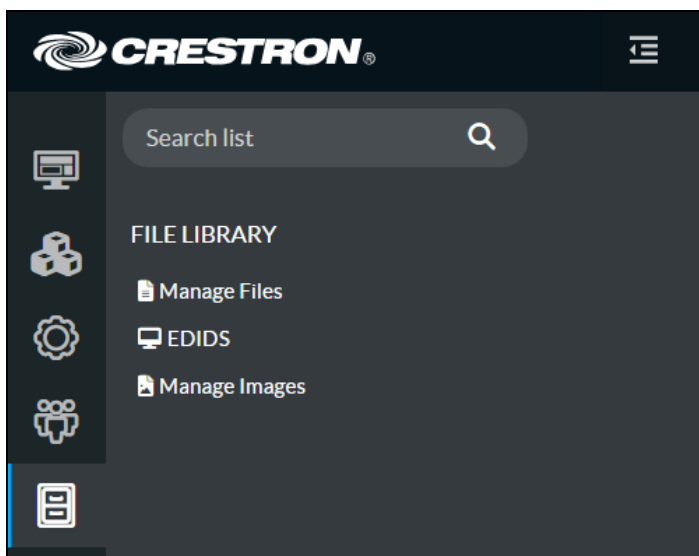 CRESTRON®
Search list
FILE LIBRARY
Manage Files
EDIDS
Manage Images